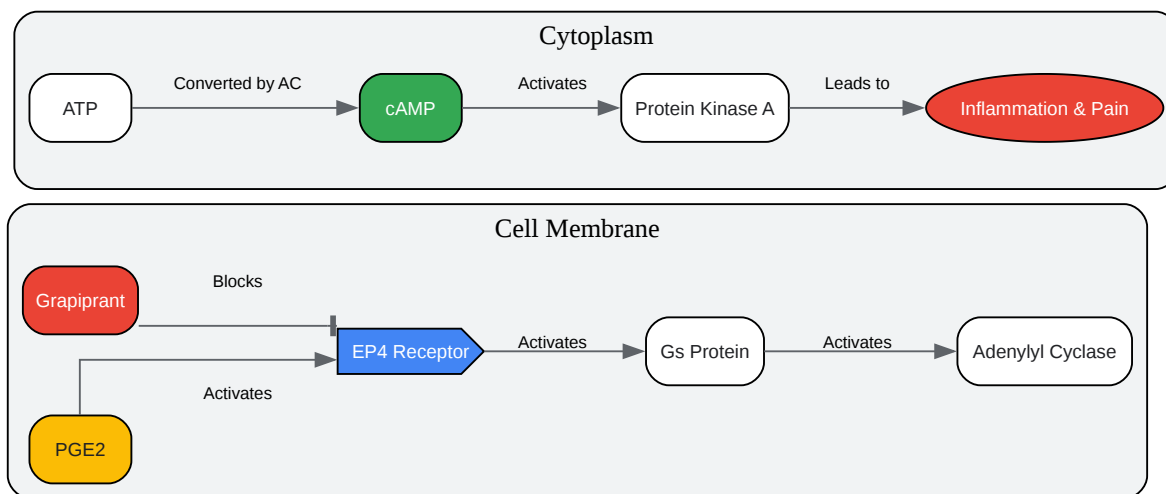 Cytoplasm
ATP
Converted by AC
cAMP
Activates
Protein Kinase A
Leads to
Inflammation & Pain
Cell Membrane
Grapiprant
Blocks
EP4 Receptor
Activates
Gs Protein
Activates
Adenylyl Cyclase
Activates
PGE2